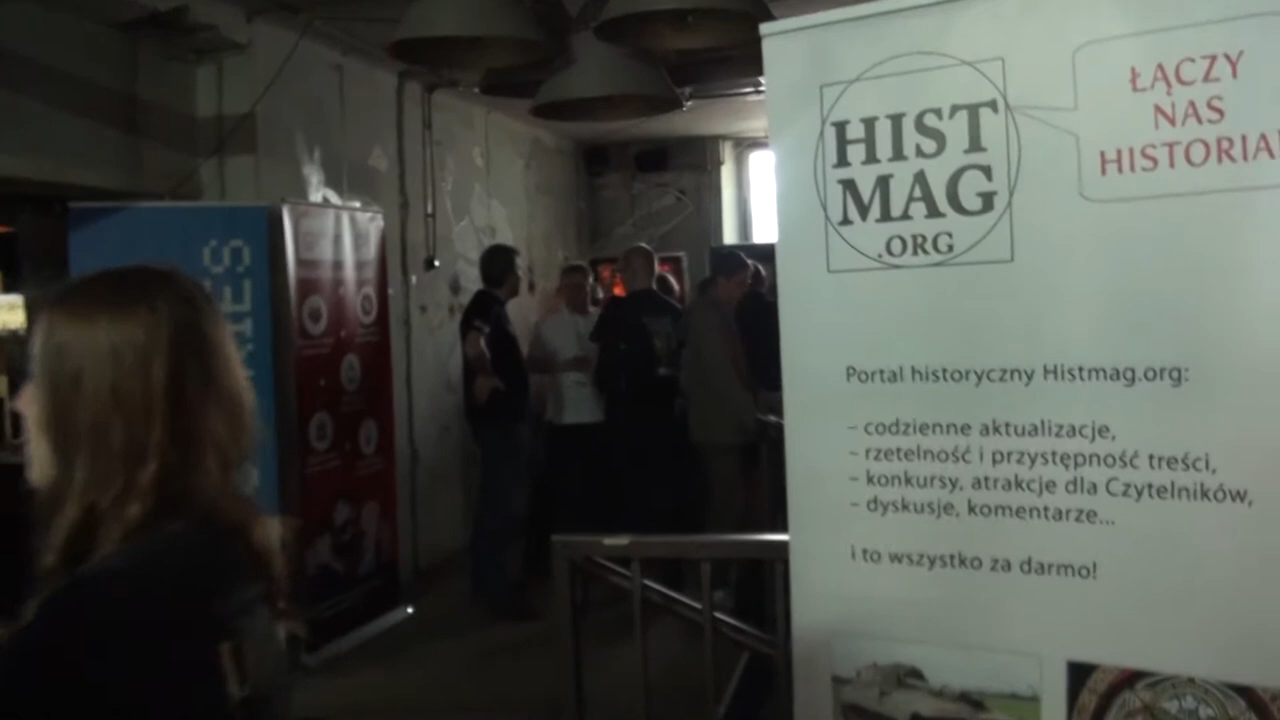 HIST
MAG
.ORG
ŁĄCZY
NAS
HISTORIA
Portal historyczny Histmag.org:
– codzienne aktualizacje,
– rzetelność i przystępność treści,
– konkursy, atrakcje dla Czytelników,
– dyskusje, komentarze...
i to wszystko za darmo!